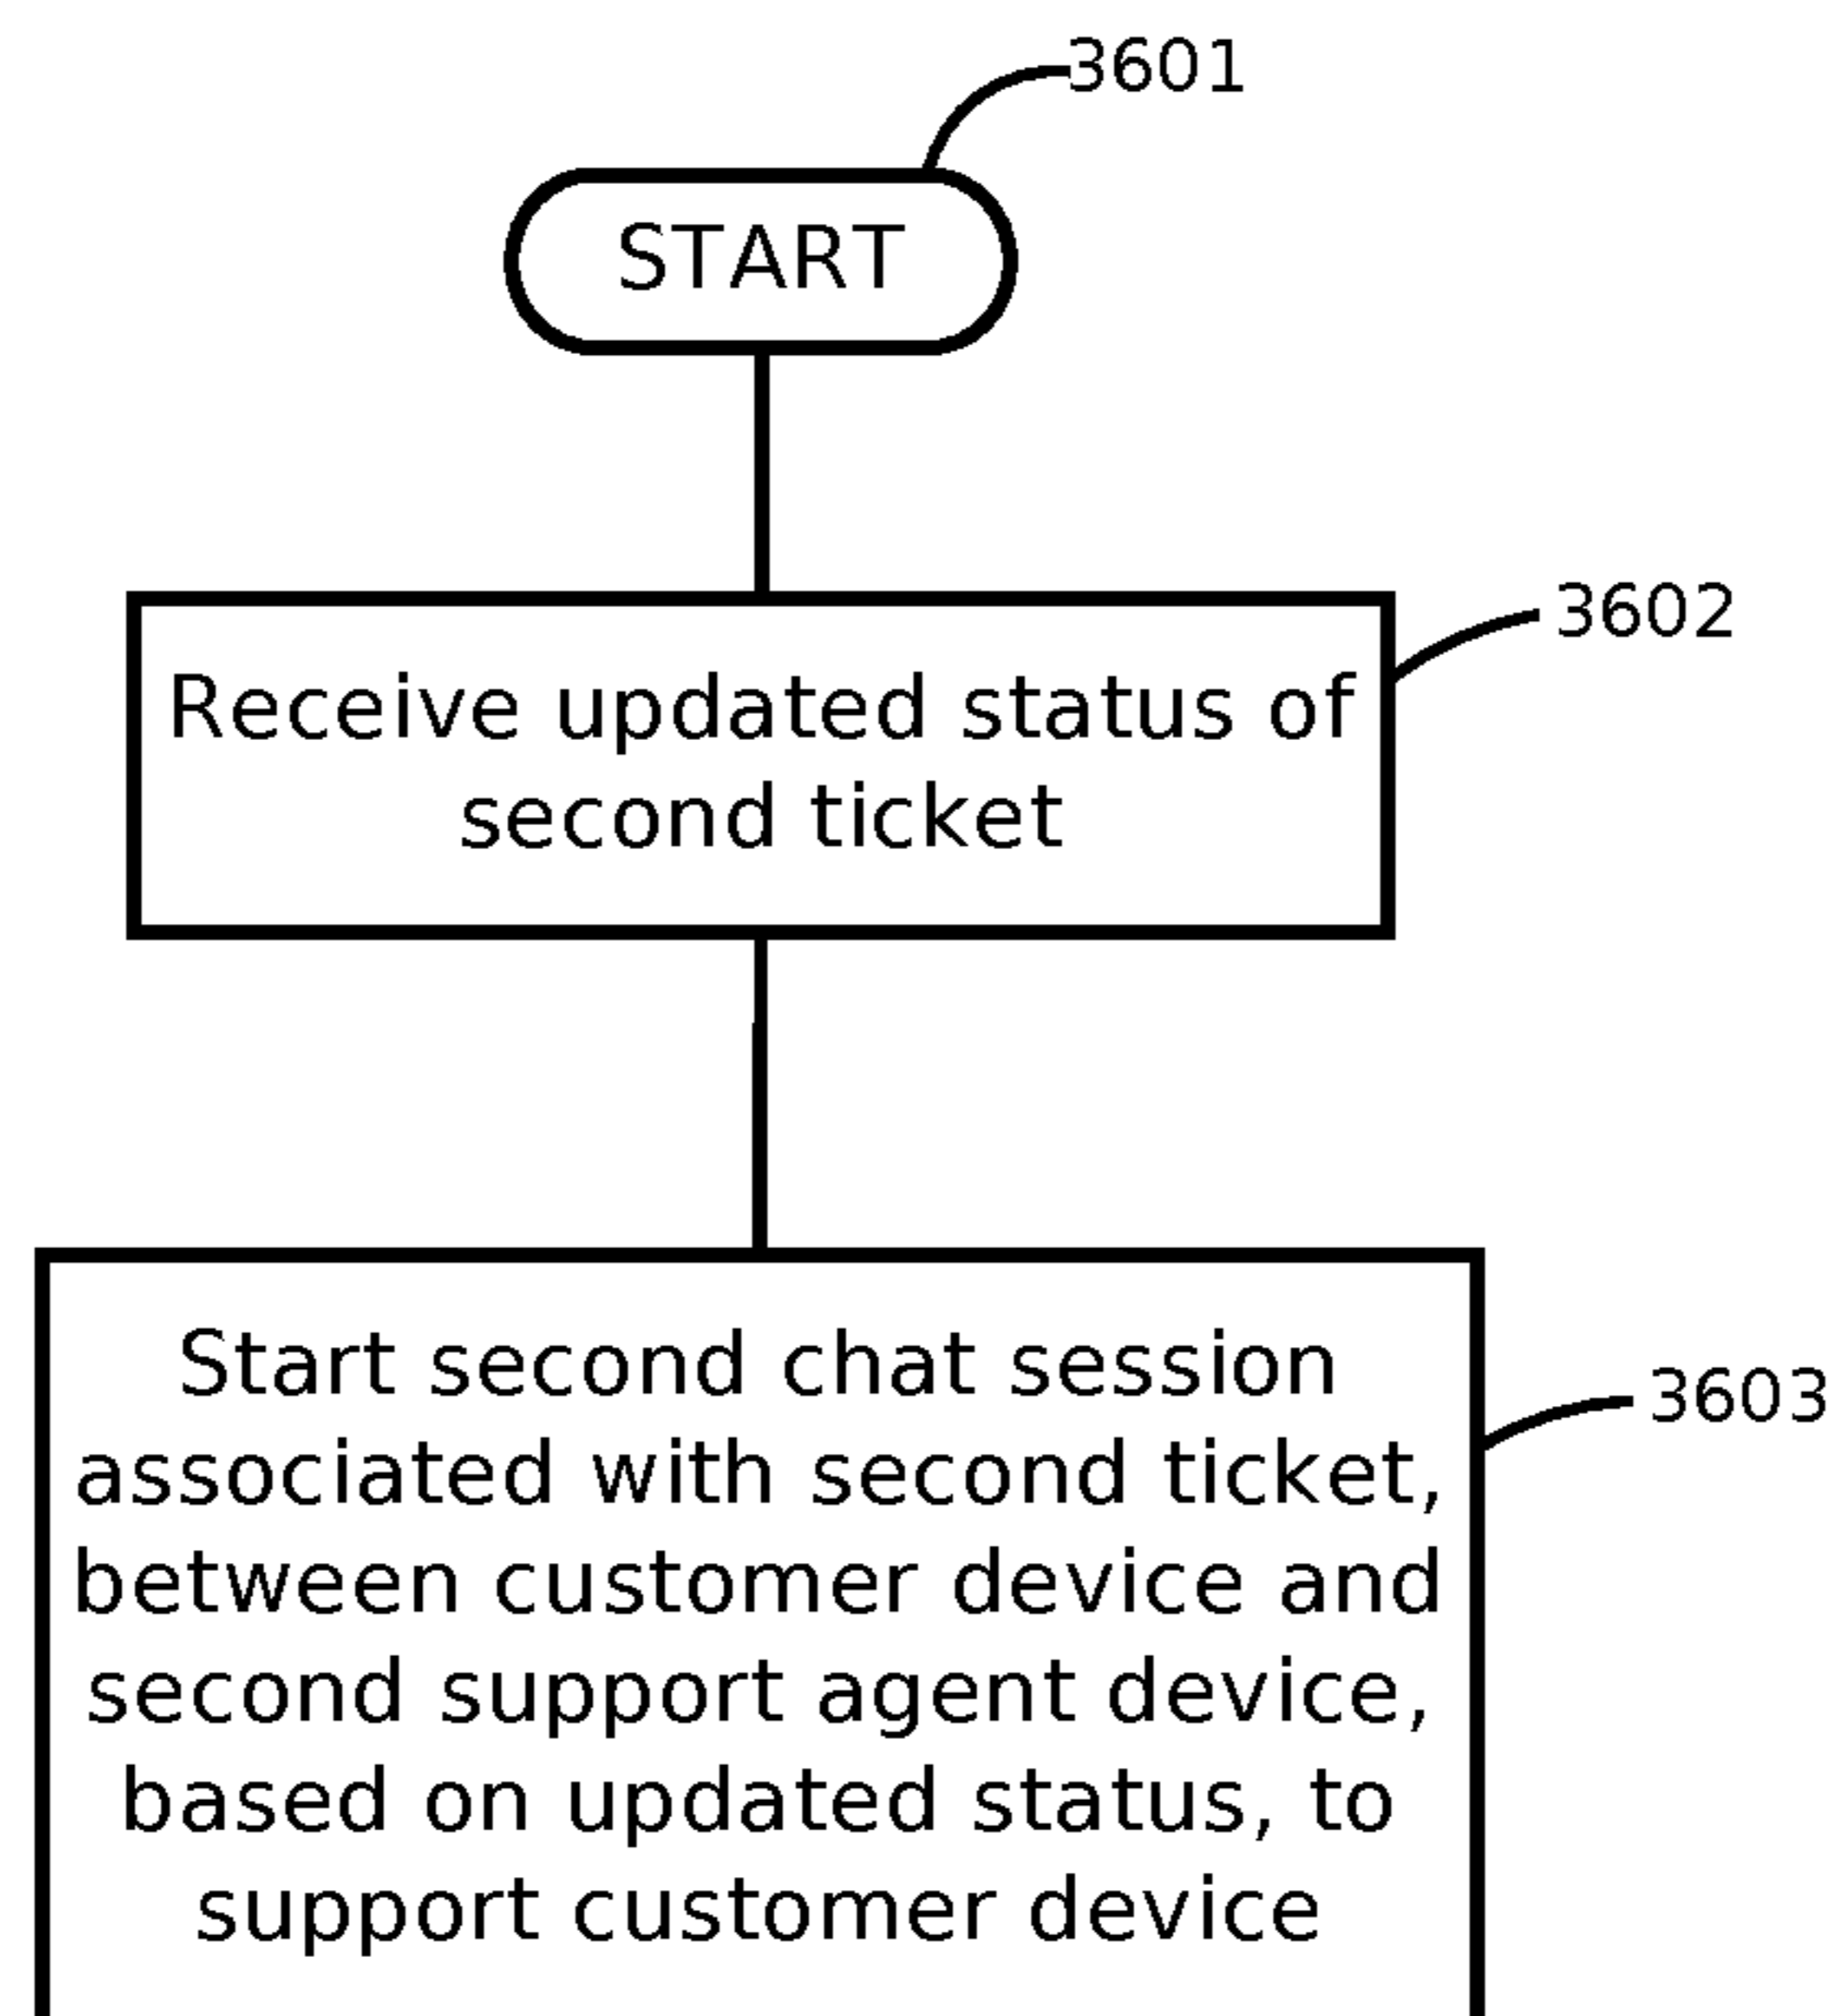 3601
START
3602
Receive updated status of
second ticket
Start second chat session
3603
associated with second ticket,
between customer device and
second support agent device,
based on updated status, to
support customer device